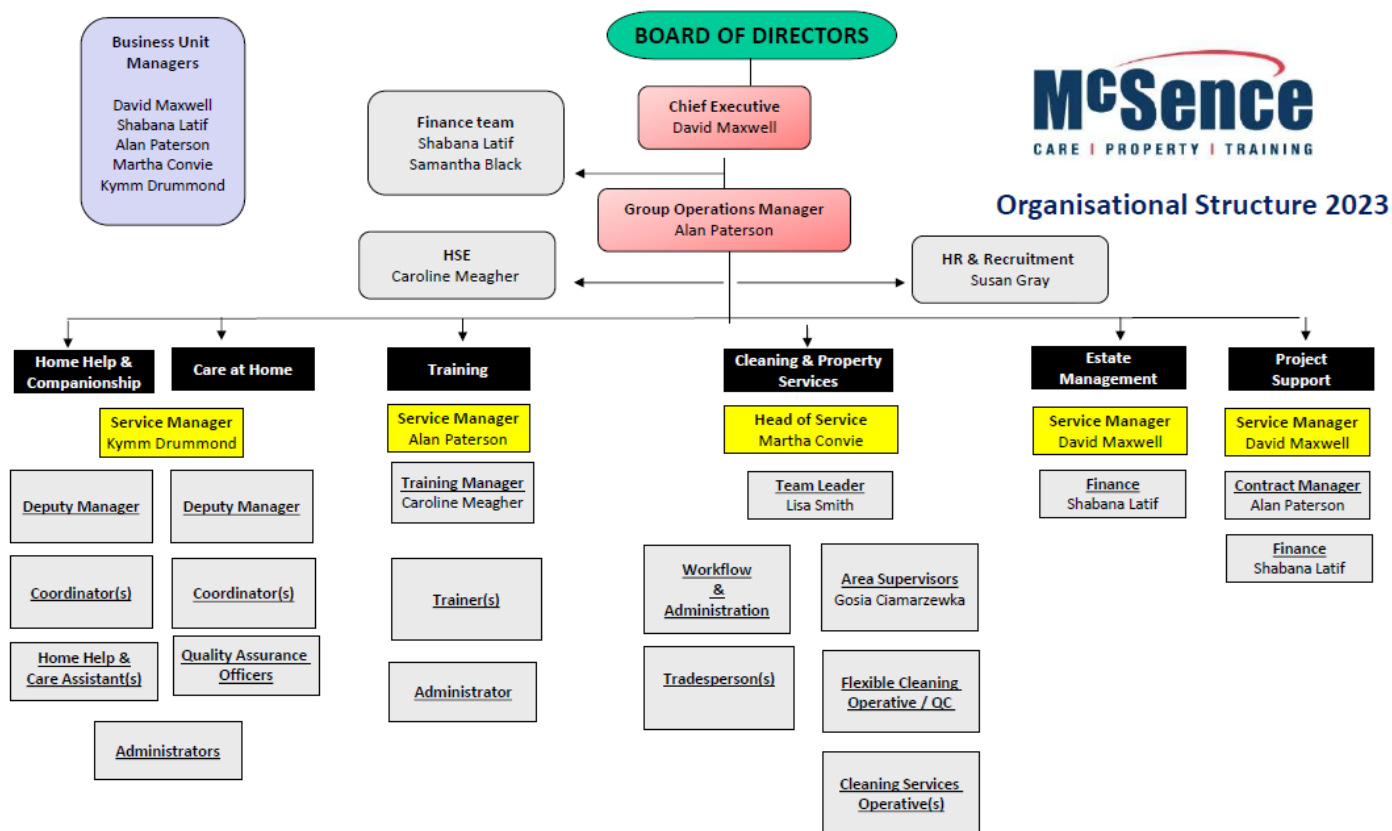 Business Unit
Managers
David Maxwell
Shabana Latif
Alan Paterson
Martha Convie
Kymm Drummond
BOARD OF DIRECTORS
Chief Executive
David Maxwell
Finance team
Shabana Latif
Samantha Black
McSence
CARE | PROPERTY | TRAINING
Organisational Structure 2023
Group Operations Manager
Alan Paterson
HSE
Caroline Meagher
HR & Recruitment
Susan Gray
Home Help &
Companionship
Care at Home
Service Manager
Kymm Drummond
Deputy Manager
Deputy Manager
Coordinator(s)
Coordinator(s)
Home Help &
Care Assistant(s)
Quality Assurance
Officers
Administrators
Training
Service Manager
Alan Paterson
Training Manager
Caroline Meagher
Trainer(s)
Administrator
Cleaning & Property
Services
Head of Service
Martha Convie
Team Leader
Lisa Smith
Workflow
&
Administration
Tradesperson(s)
Area Supervisors
Gosia Ciamarzewka
Flexible Cleaning
Operative / QC
Cleaning Services
Operative(s)
Estate
Management
Service Manager
David Maxwell
Finance
Shabana Latif
Project
Support
Service Manager
David Maxwell
Contract Manager
Alan Paterson
Finance
Shabana Latif